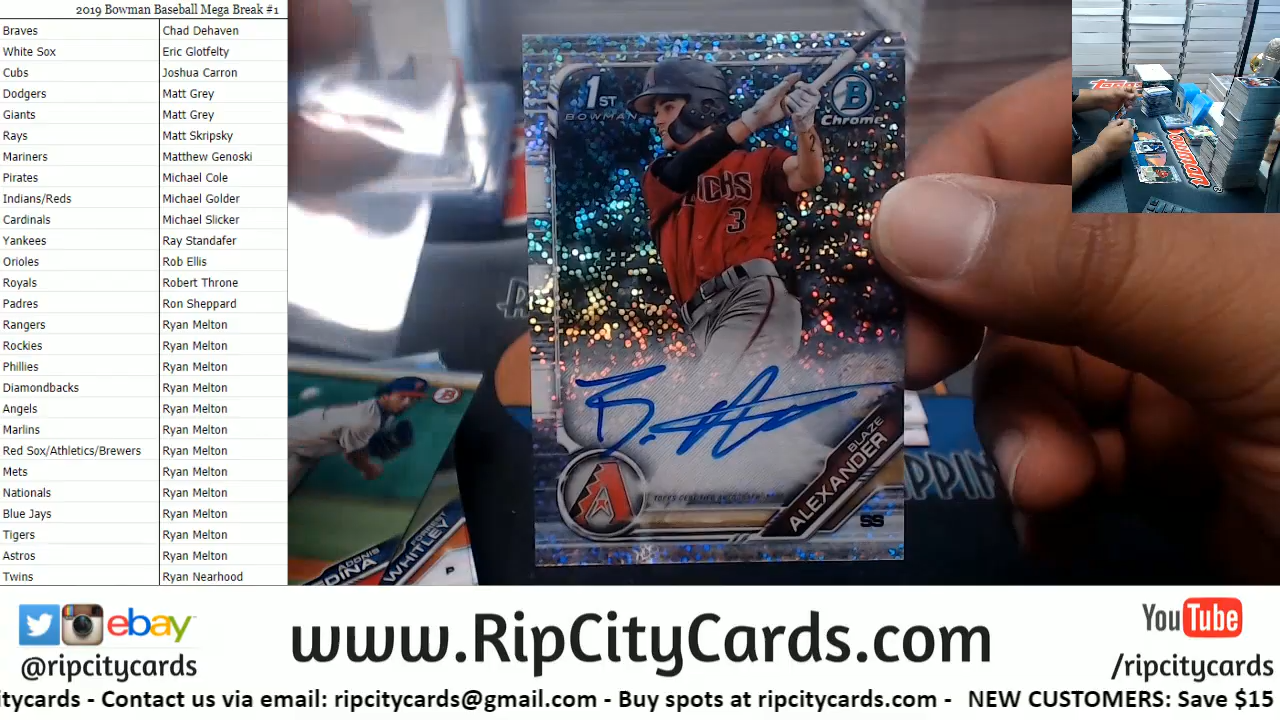 2019 Bowman Baseball Mega Break #1
Braves Chad Dehaven
White Sox Eric Glotfelty
Cubs Joshua Carron
Dodgers Matt Grey
Giants Matt Grey
Rays Matt Skripsky
Mariners Matthew Genoski
Pirates Michael Cole
Indians/Reds Michael Golder
Cardinals Michael Slicker
Yankees Ray Standafer
Orioles Rob Ellis
Royals Robert Throne
Padres Ron Sheppard
Rangers Ryan Melton
Rockies Ryan Melton
Phillies Ryan Melton
Diamondbacks Ryan Melton
Angels Ryan Melton
Marlins Ryan Melton
Red Sox/Athletics/Brewers Ryan Melton
Mets Ryan Melton
Nationals Ryan Melton
Blue Jays Ryan Melton
Tigers Ryan Melton
Astros Ryan Melton
Twins Ryan Nearhood
1ST
BOWMAN
B
Chrome
3
BLAZE
ALEXANDER
SS
ADONIS
WHITLEY
P
PPIN
topps
Bowman
ebay
@ripcitycards
www.RipCityCards.com
YouTube
/ripcitycards
itycards - Contact us via email: ripcitycards@gmail.com - Buy spots at ripcitycards.com - NEW CUSTOMERS: Save $15